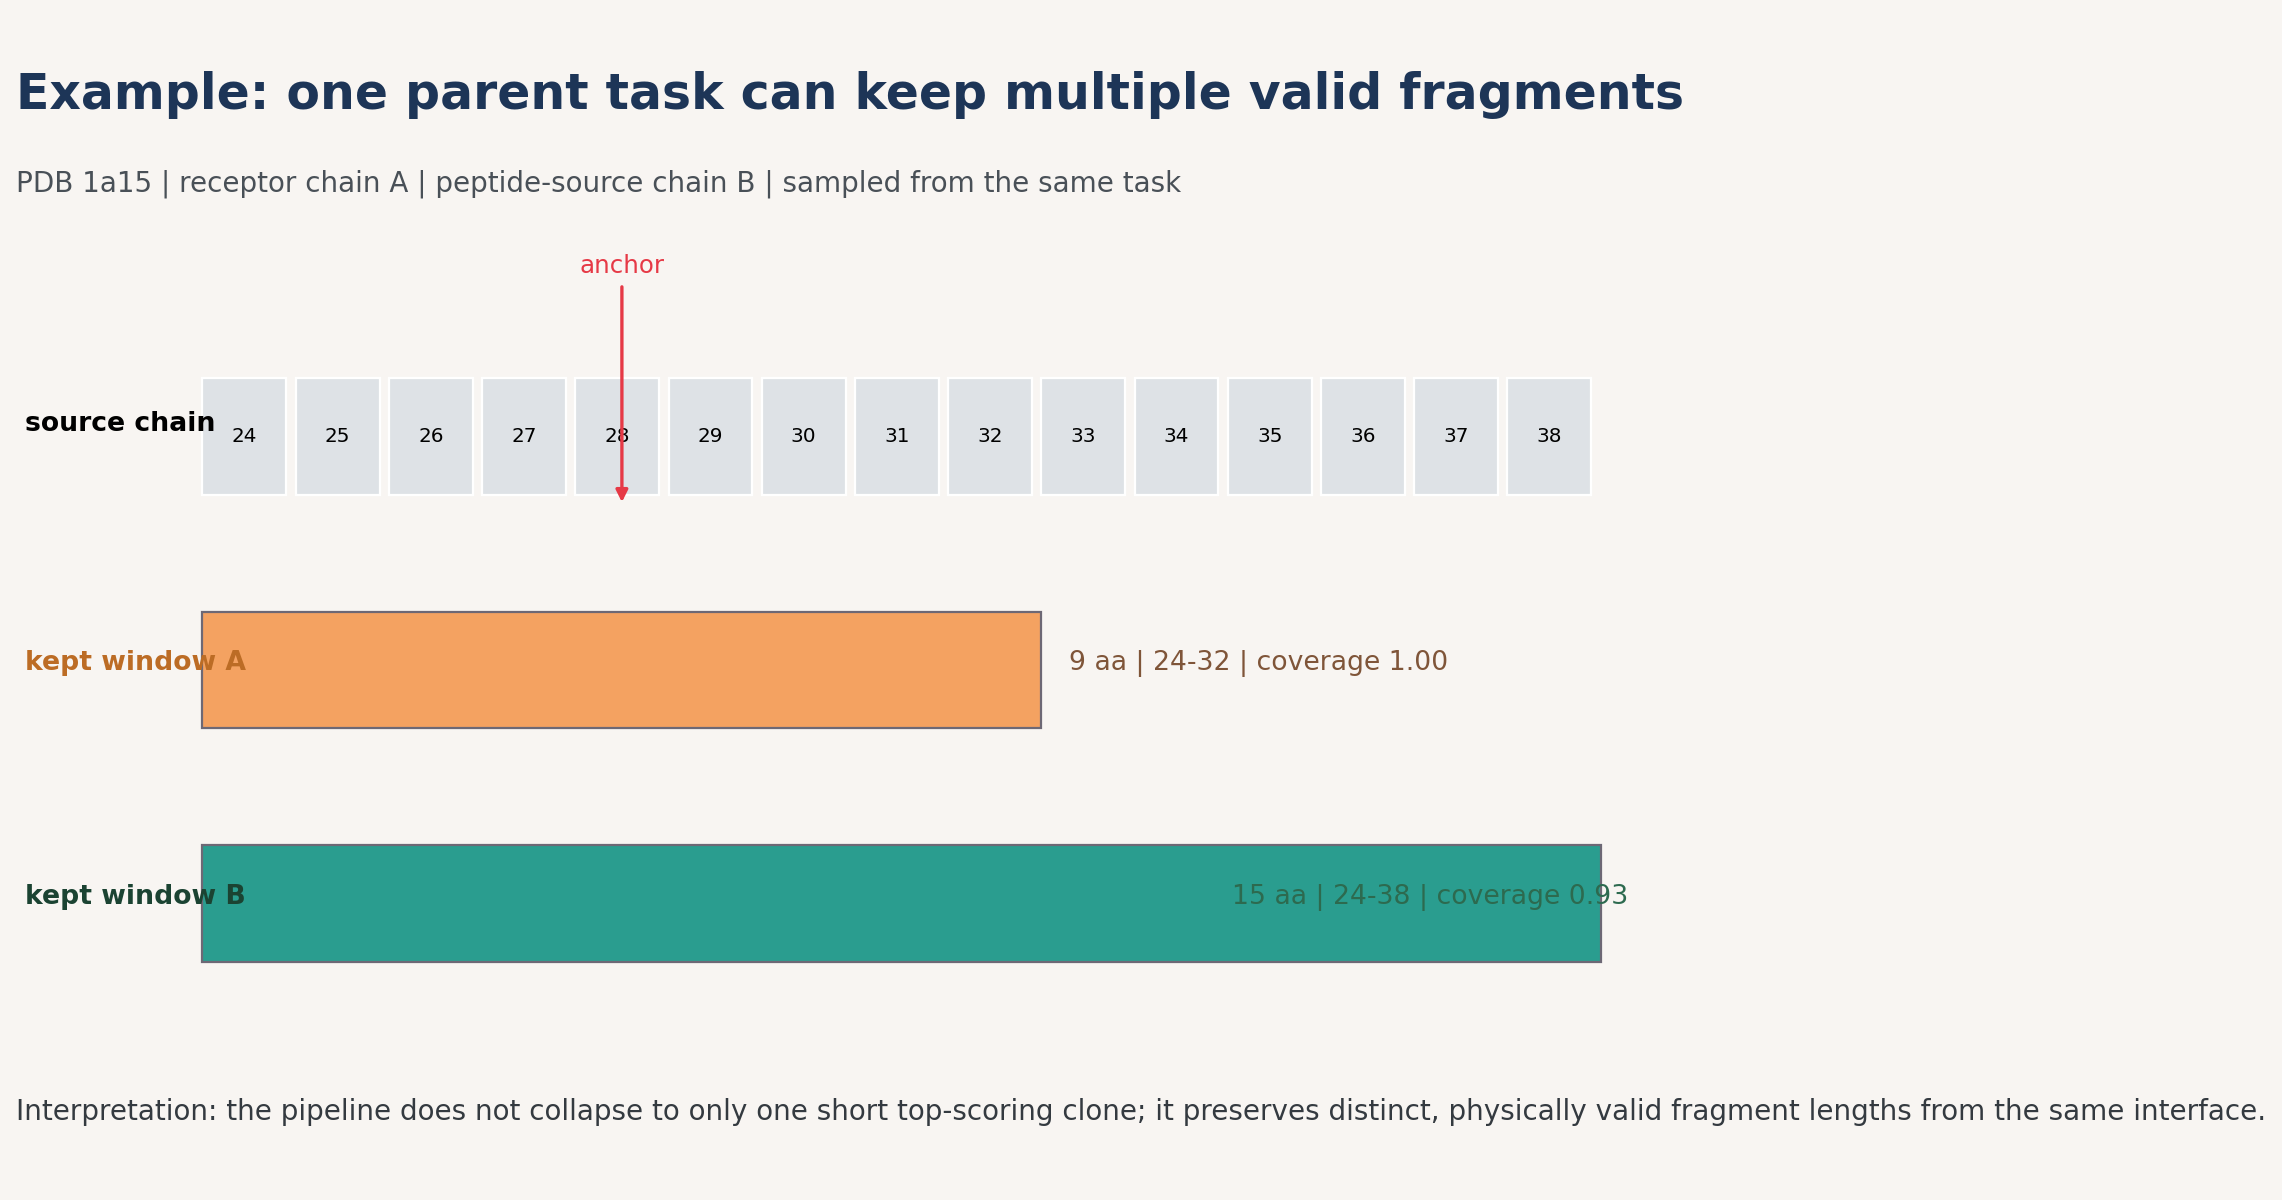 Example: one parent task can keep multiple valid fragments
PDB 1a15 | receptor chain A | peptide-source chain B | sampled from the same task
anchor
source chain 24 25 26 27 28 29 30 31 32 33 34 35 36 37 38
kept window A 9 aa | 24-32 | coverage 1.00
kept window B 15 aa | 24-38 | coverage 0.93
Interpretation: the pipeline does not collapse to only one short top-scoring clone; it preserves distinct, physically valid fragment lengths from the same interface.